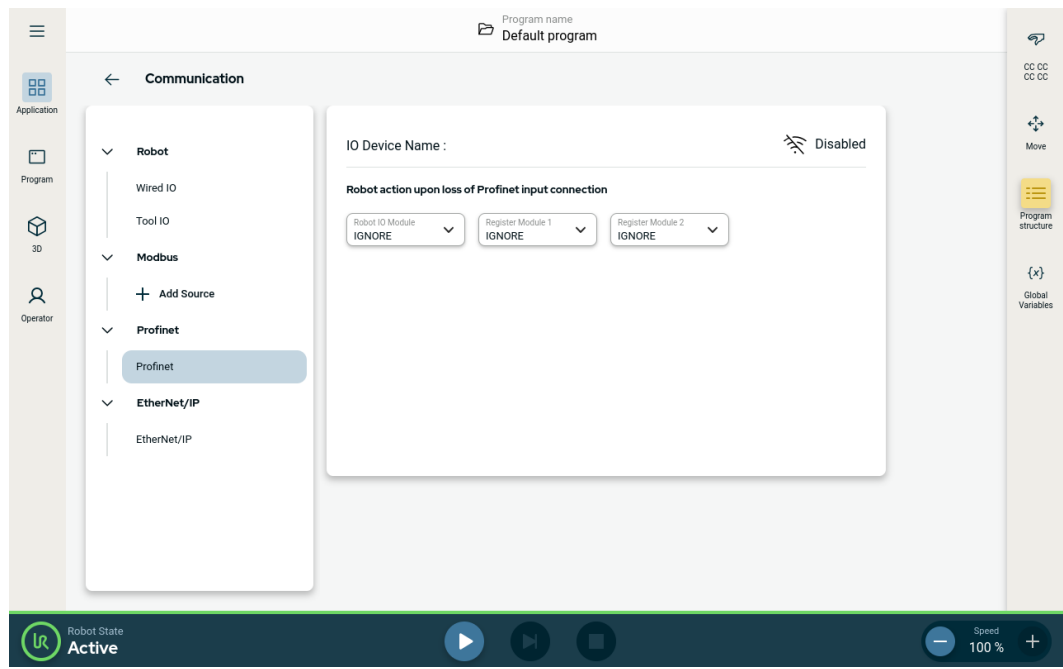 Program name
Default program
Application
Program
3D
Operator
Communication
Robot
Wired IO
Tool IO
Modbus
Add Source
Profinet
Profinet
EtherNet/IP
EtherNet/IP
IO Device Name :
Disabled
Robot action upon loss of Profinet input connection
Robot IO Module
IGNORE
Register Module 1
IGNORE
Register Module 2
IGNORE
CC CC
CC CC
Move
Program
structure
{x}
Global
Variables
UR
Robot State
Active
Speed
100 %